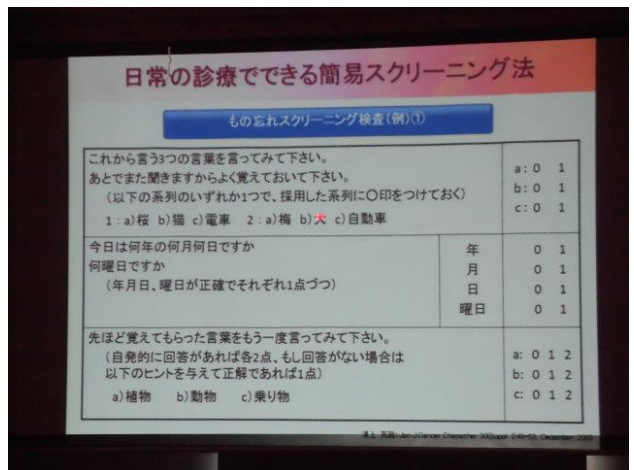 日常の診療でできる簡易スクリーニング法
もの忘れスクリーニング検査(例)①
これから言う3つの言葉を言ってみて下さい。
あとでまた聞きますからよく覚えておいて下さい。
(以下の系列のいずれか1つで、採用した系列に〇印をつけておく)
1:a)桜 b)猫 c)電車 2:a)梅 b)犬 c)自動車
a: 0 1
b: 0 1
c: 0 1
今日は何年の何月何日ですか
何曜日ですか
(年月日、曜日が正確でそれぞれ1点づつ)
年 0 1
月 0 1
日 0 1
曜日 0 1
先ほど覚えてもらった言葉をもう一度言ってみて下さい。
(自発的に回答があれば各2点、もし回答がない場合は
以下のヒントを与えて正解であれば1点)
a)植物 b)動物 c)乗り物
a: 0 1 2
b: 0 1 2
c: 0 1 2
Jpn J Cancer Chemother 30(Suppl December 2003